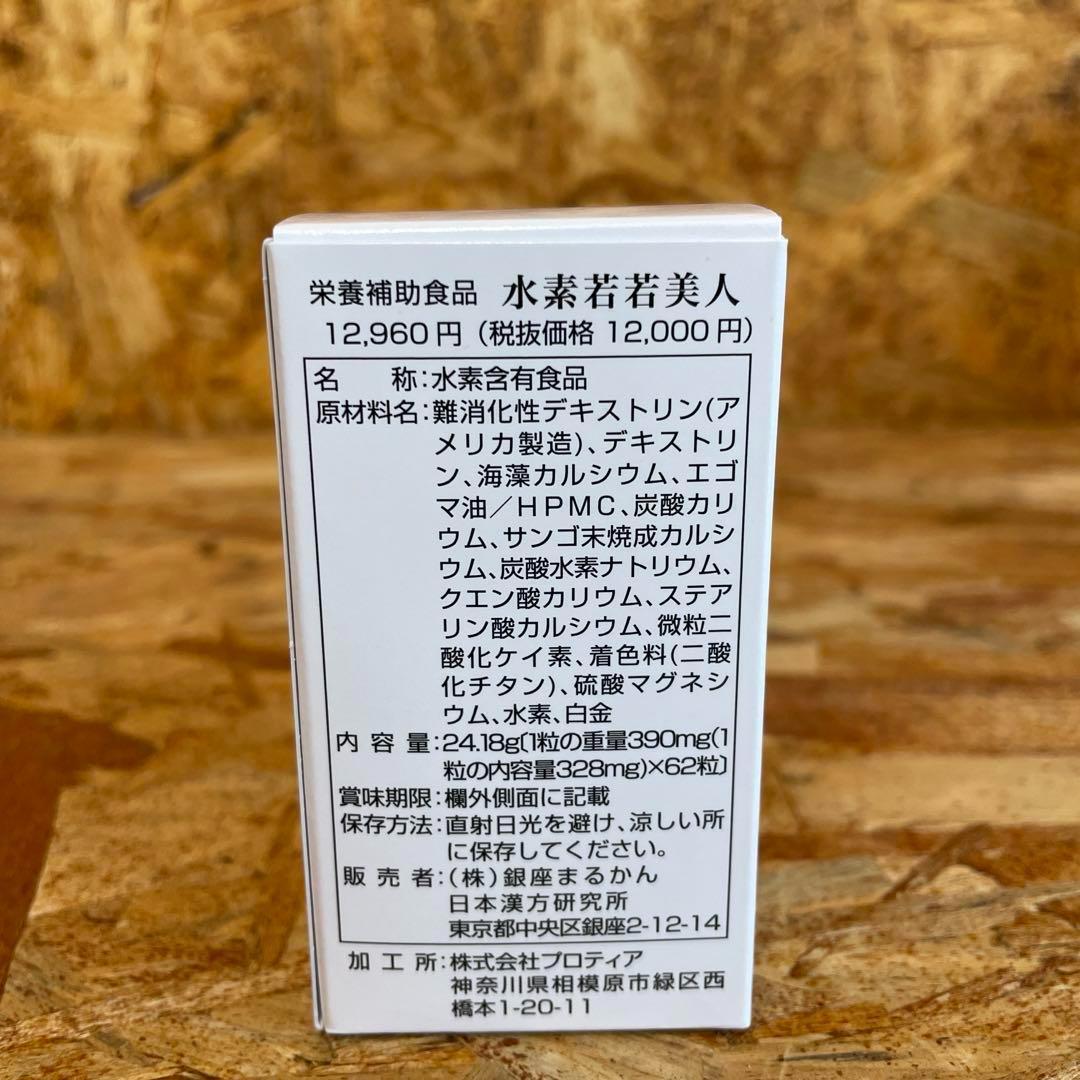 栄養補助食品 水素若若美人
12,960円（税抜価格 12,000円）
名　　称：水素含有食品
原材料名：難消化性デキストリン（ア
メリカ製造）、デキストリ
ン、海藻カルシウム、エゴ
マ油／ＨＰＭＣ、炭酸カリ
ウム、サンゴ末焼成カルシ
ウム、炭酸水素ナトリウム、
クエン酸カリウム、ステア
リン酸カルシウム、微粒二
酸化ケイ素、着色料（二酸
化チタン）、硫酸マグネシ
ウム、水素、白金
内 容 量：24.18g〔1粒の重量390mg（1
粒の内容量328mg）×62粒〕
賞味期限：欄外側面に記載
保存方法：直射日光を避け、涼しい所
に保存してください。
販 売 者：（株）銀座まるかん
日本漢方研究所
東京都中央区銀座2-12-14
加 工 所：株式会社プロティア
神奈川県相模原市緑区西
橋本1-20-11